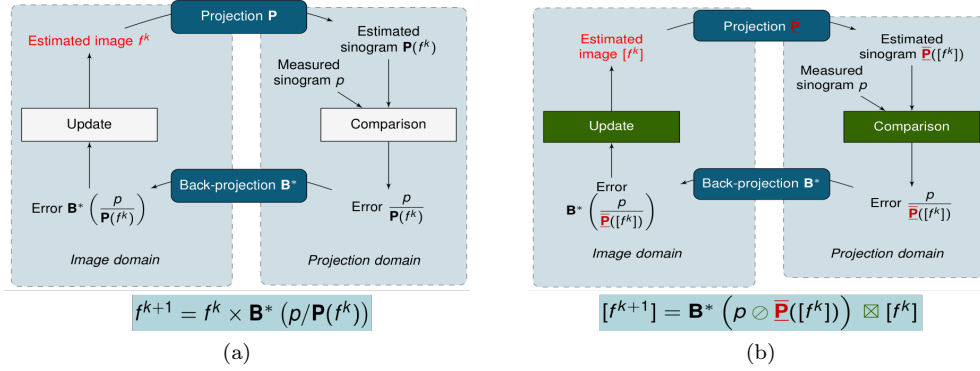 Projection P
Estimated image f^k
Estimated
sinogram P(f^k)
Measured
sinogram p
Update
Comparison
Back-projection B*
Error B* (p / P(f^k))
Error p / P(f^k)
Image domain
Projection domain
f^{k+1} = f^k × B* (p/P(f^k))
(a)
Projection P
Estimated
image [f^k]
Estimated
sinogram P̲̅([f^k])
Measured
sinogram p
Update
Comparison
Back-projection B*
Error
B* (p / P̲̅([f^k]))
Error p / P̲̅([f^k])
Image domain
Projection domain
[f^{k+1}] = B* (p ⊘ P̲̅([f^k])) ⊠ [f^k]
(b)